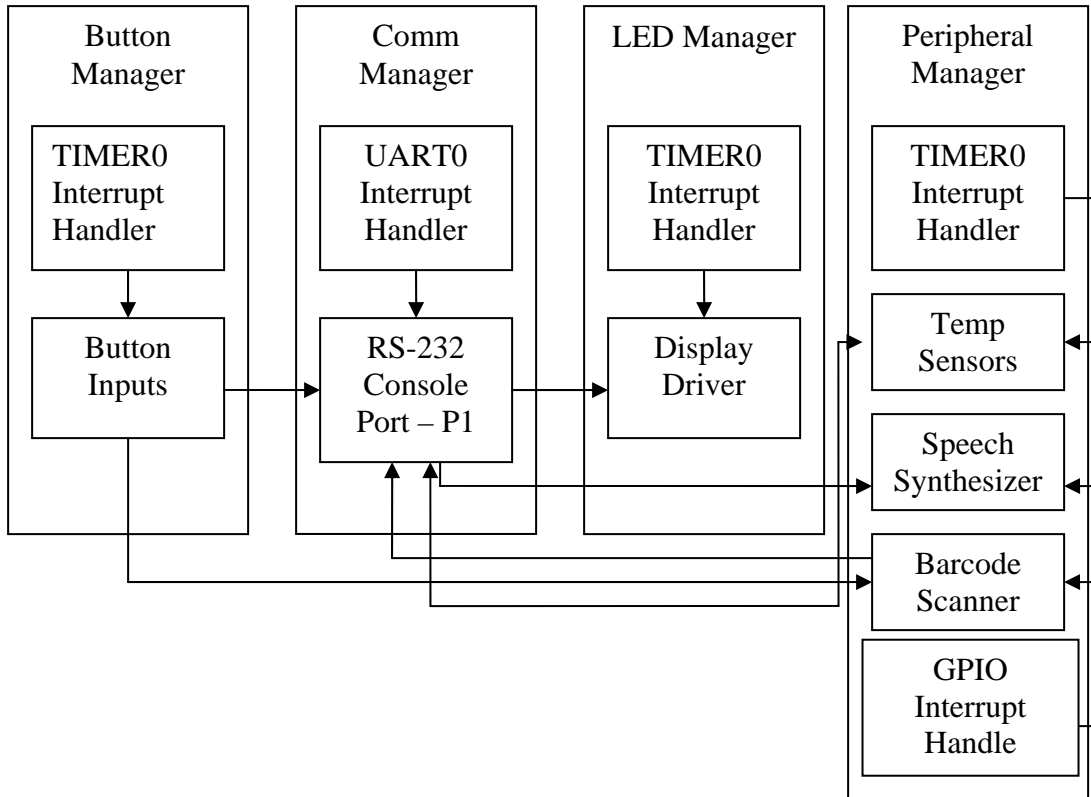 Button
Manager
TIMER0
Interrupt
Handler
Button
Inputs
Comm
Manager
UART0
Interrupt
Handler
RS-232
Console
Port – P1
LED Manager
TIMER0
Interrupt
Handler
Display
Driver
Peripheral
Manager
TIMER0
Interrupt
Handler
Temp
Sensors
Speech
Synthesizer
Barcode
Scanner
GPIO
Interrupt
Handle